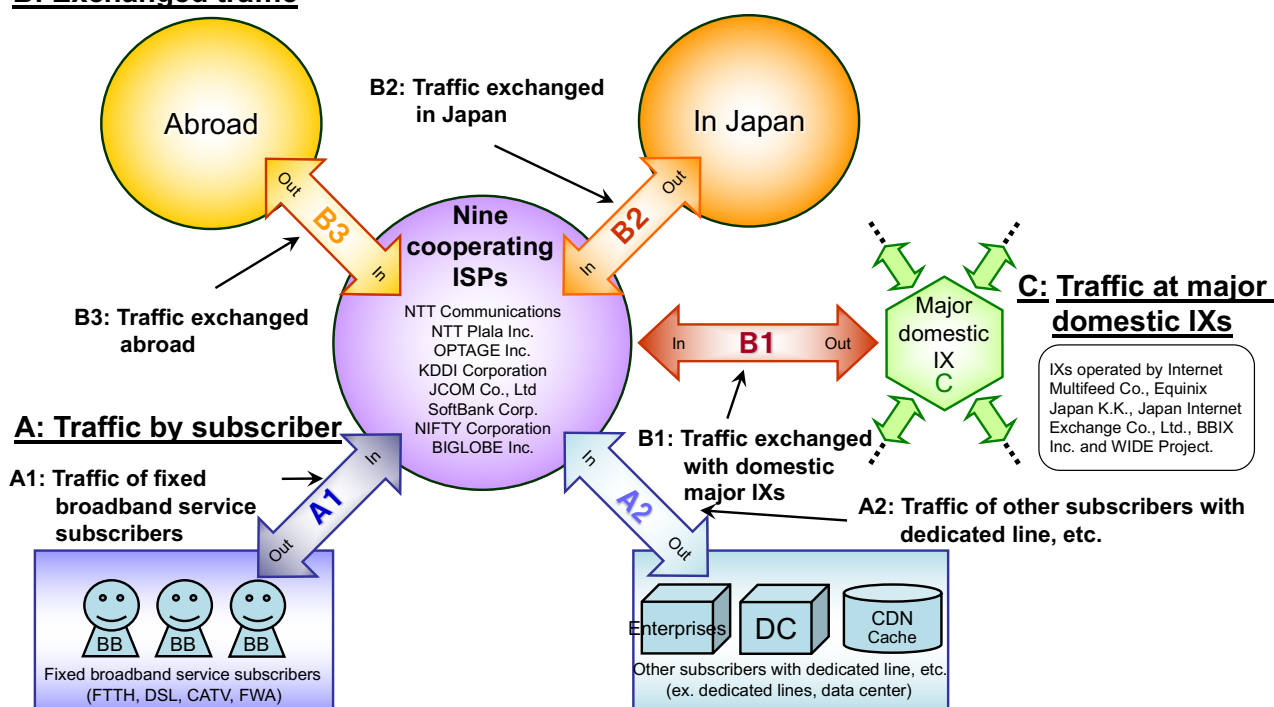 B: Exchanged traffic
Abroad
In Japan
B2: Traffic exchanged
in Japan
Out
B3
In
Out
B2
In
Nine
cooperating
ISPs
NTT Communications
NTT Plala Inc.
OPTAGE Inc.
KDDI Corporation
JCOM Co., Ltd
SoftBank Corp.
NIFTY Corporation
BIGLOBE Inc.
B3: Traffic exchanged
abroad
In
B1
Out
Major
domestic
IX
C
C: Traffic at major
domestic IXs
IXs operated by Internet
Multifeed Co., Equinix
Japan K.K., Japan Internet
Exchange Co., Ltd., BBIX
Inc. and WIDE Project.
B1: Traffic exchanged
with domestic
major IXs
A: Traffic by subscriber
A1: Traffic of fixed
broadband service
subscribers
In
A1
Out
In
A2
Out
A2: Traffic of other subscribers with
dedicated line, etc.
BB
BB
BB
Fixed broadband service subscribers
(FTTH, DSL, CATV, FWA)
Enterprises
DC
CDN
Cache
Other subscribers with dedicated line, etc.
(ex. dedicated lines, data center)